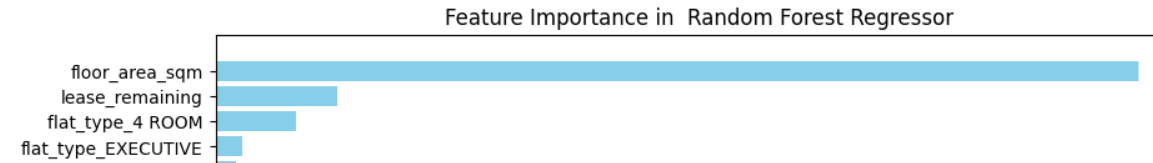 Feature Importance in  Random Forest Regressor
floor_area_sqm
lease_remaining
flat_type_4 ROOM
flat_type_EXECUTIVE